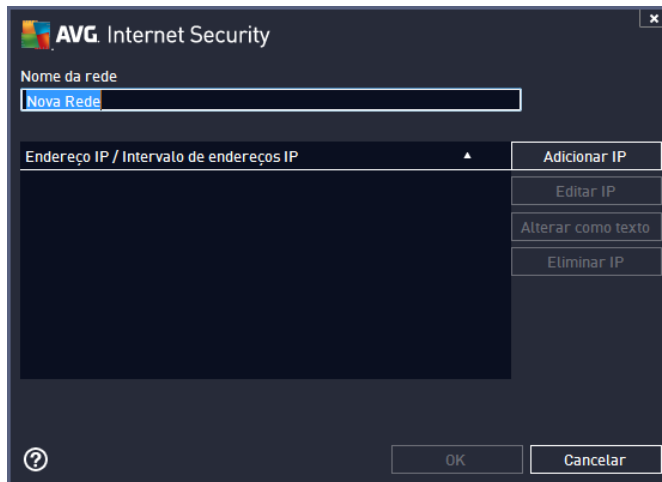 AVG. Internet Security
Nome da rede
Nova Rede
Endereço IP / Intervalo de endereços IP
Adicionar IP
Editar IP
Alterar como texto
Eliminar IP
OK
Cancelar